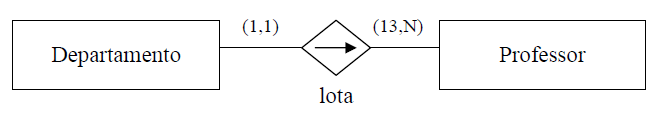 (1,1)
(13,N)
Departamento
Professor
lota